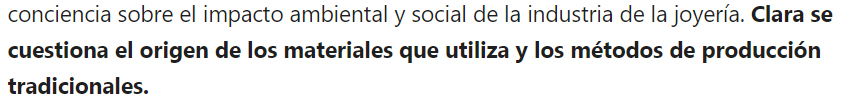 conciencia sobre el impacto ambiental y social de la industria de la joyería. Clara se
cuestiona el origen de los materiales que utiliza y los métodos de producción
tradicionales.